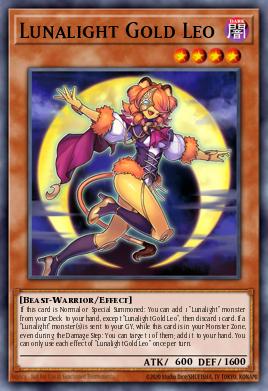 Lunalight Gold Leo
DARK
[Beast-Warrior/Effect]
If this card is Normal or Special Summoned: You can add 1 "Lunalight" monster
from your Deck to your hand, except "Lunalight Gold Leo", then discard 1 card. If a
"Lunalight" monster(s) is sent to your GY, while this card is in your Monster Zone,
even during the Damage Step: You can target 1 of them; add it to your hand. You
can only use each effect of "Lunalight Gold Leo" once per turn.
ATK/ 600 DEF/1600
©2020 Studio Dice/SHUEISHA, TV TOKYO, KONAMI